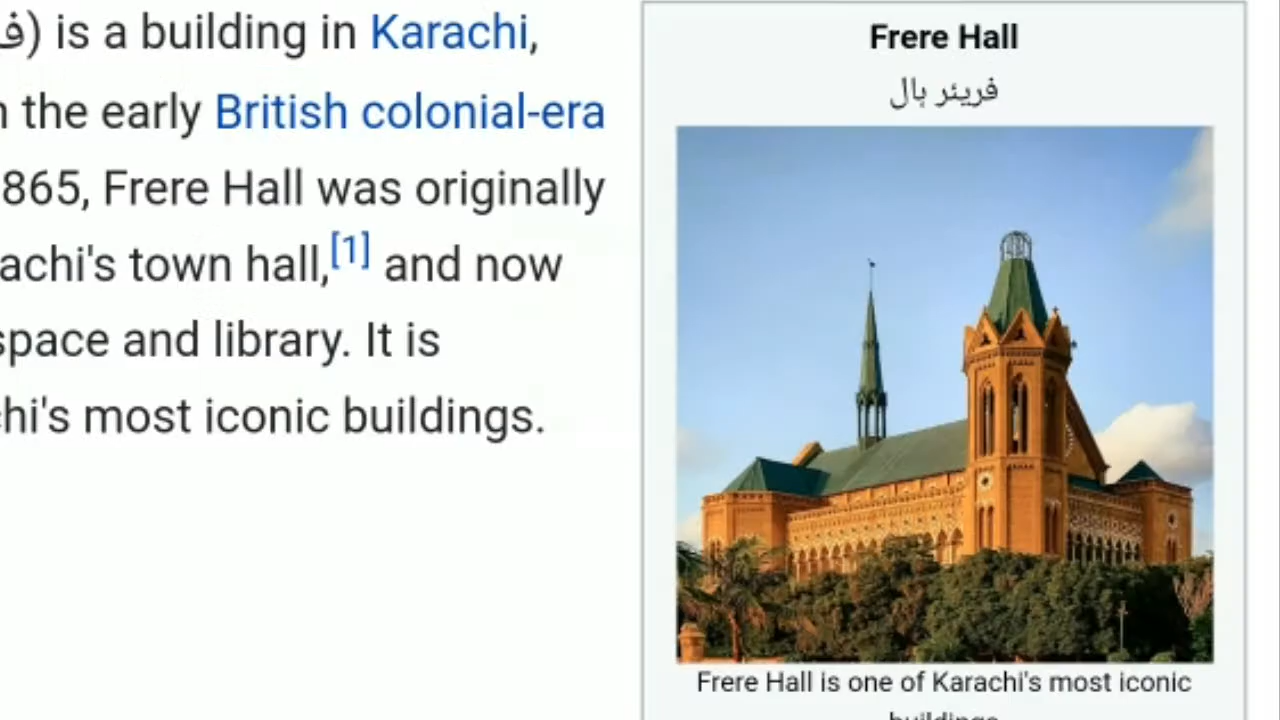 ف) is a building in Karachi,
the early British colonial-era
865, Frere Hall was originally
achi's town hall,[1] and now
space and library. It is
chi's most iconic buildings.
Frere Hall
فریئر ہال
Frere Hall is one of Karachi's most iconic
buildings